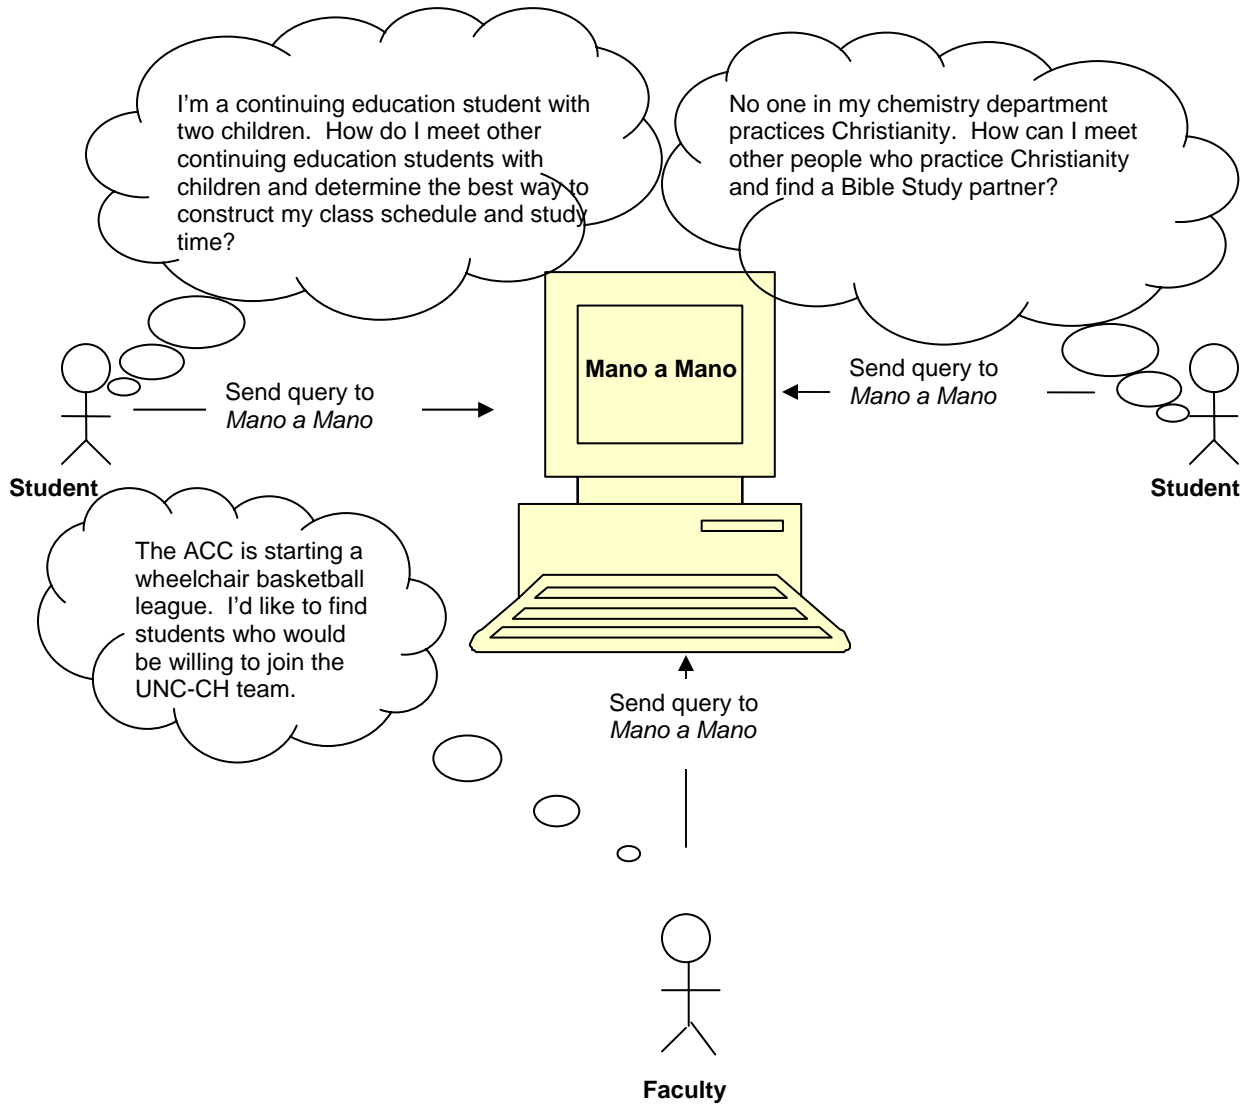 I'm a continuing education student with
two children.  How do I meet other
continuing education students with
children and determine the best way to
construct my class schedule and study
time?
No one in my chemistry department
practices Christianity.  How can I meet
other people who practice Christianity
and find a Bible Study partner?
Mano a Mano
Send query to
Mano a Mano
Send query to
Mano a Mano
Student
Student
The ACC is starting a
wheelchair basketball
league.  I'd like to find
students who would
be willing to join the
UNC-CH team.
Send query to
Mano a Mano
Faculty